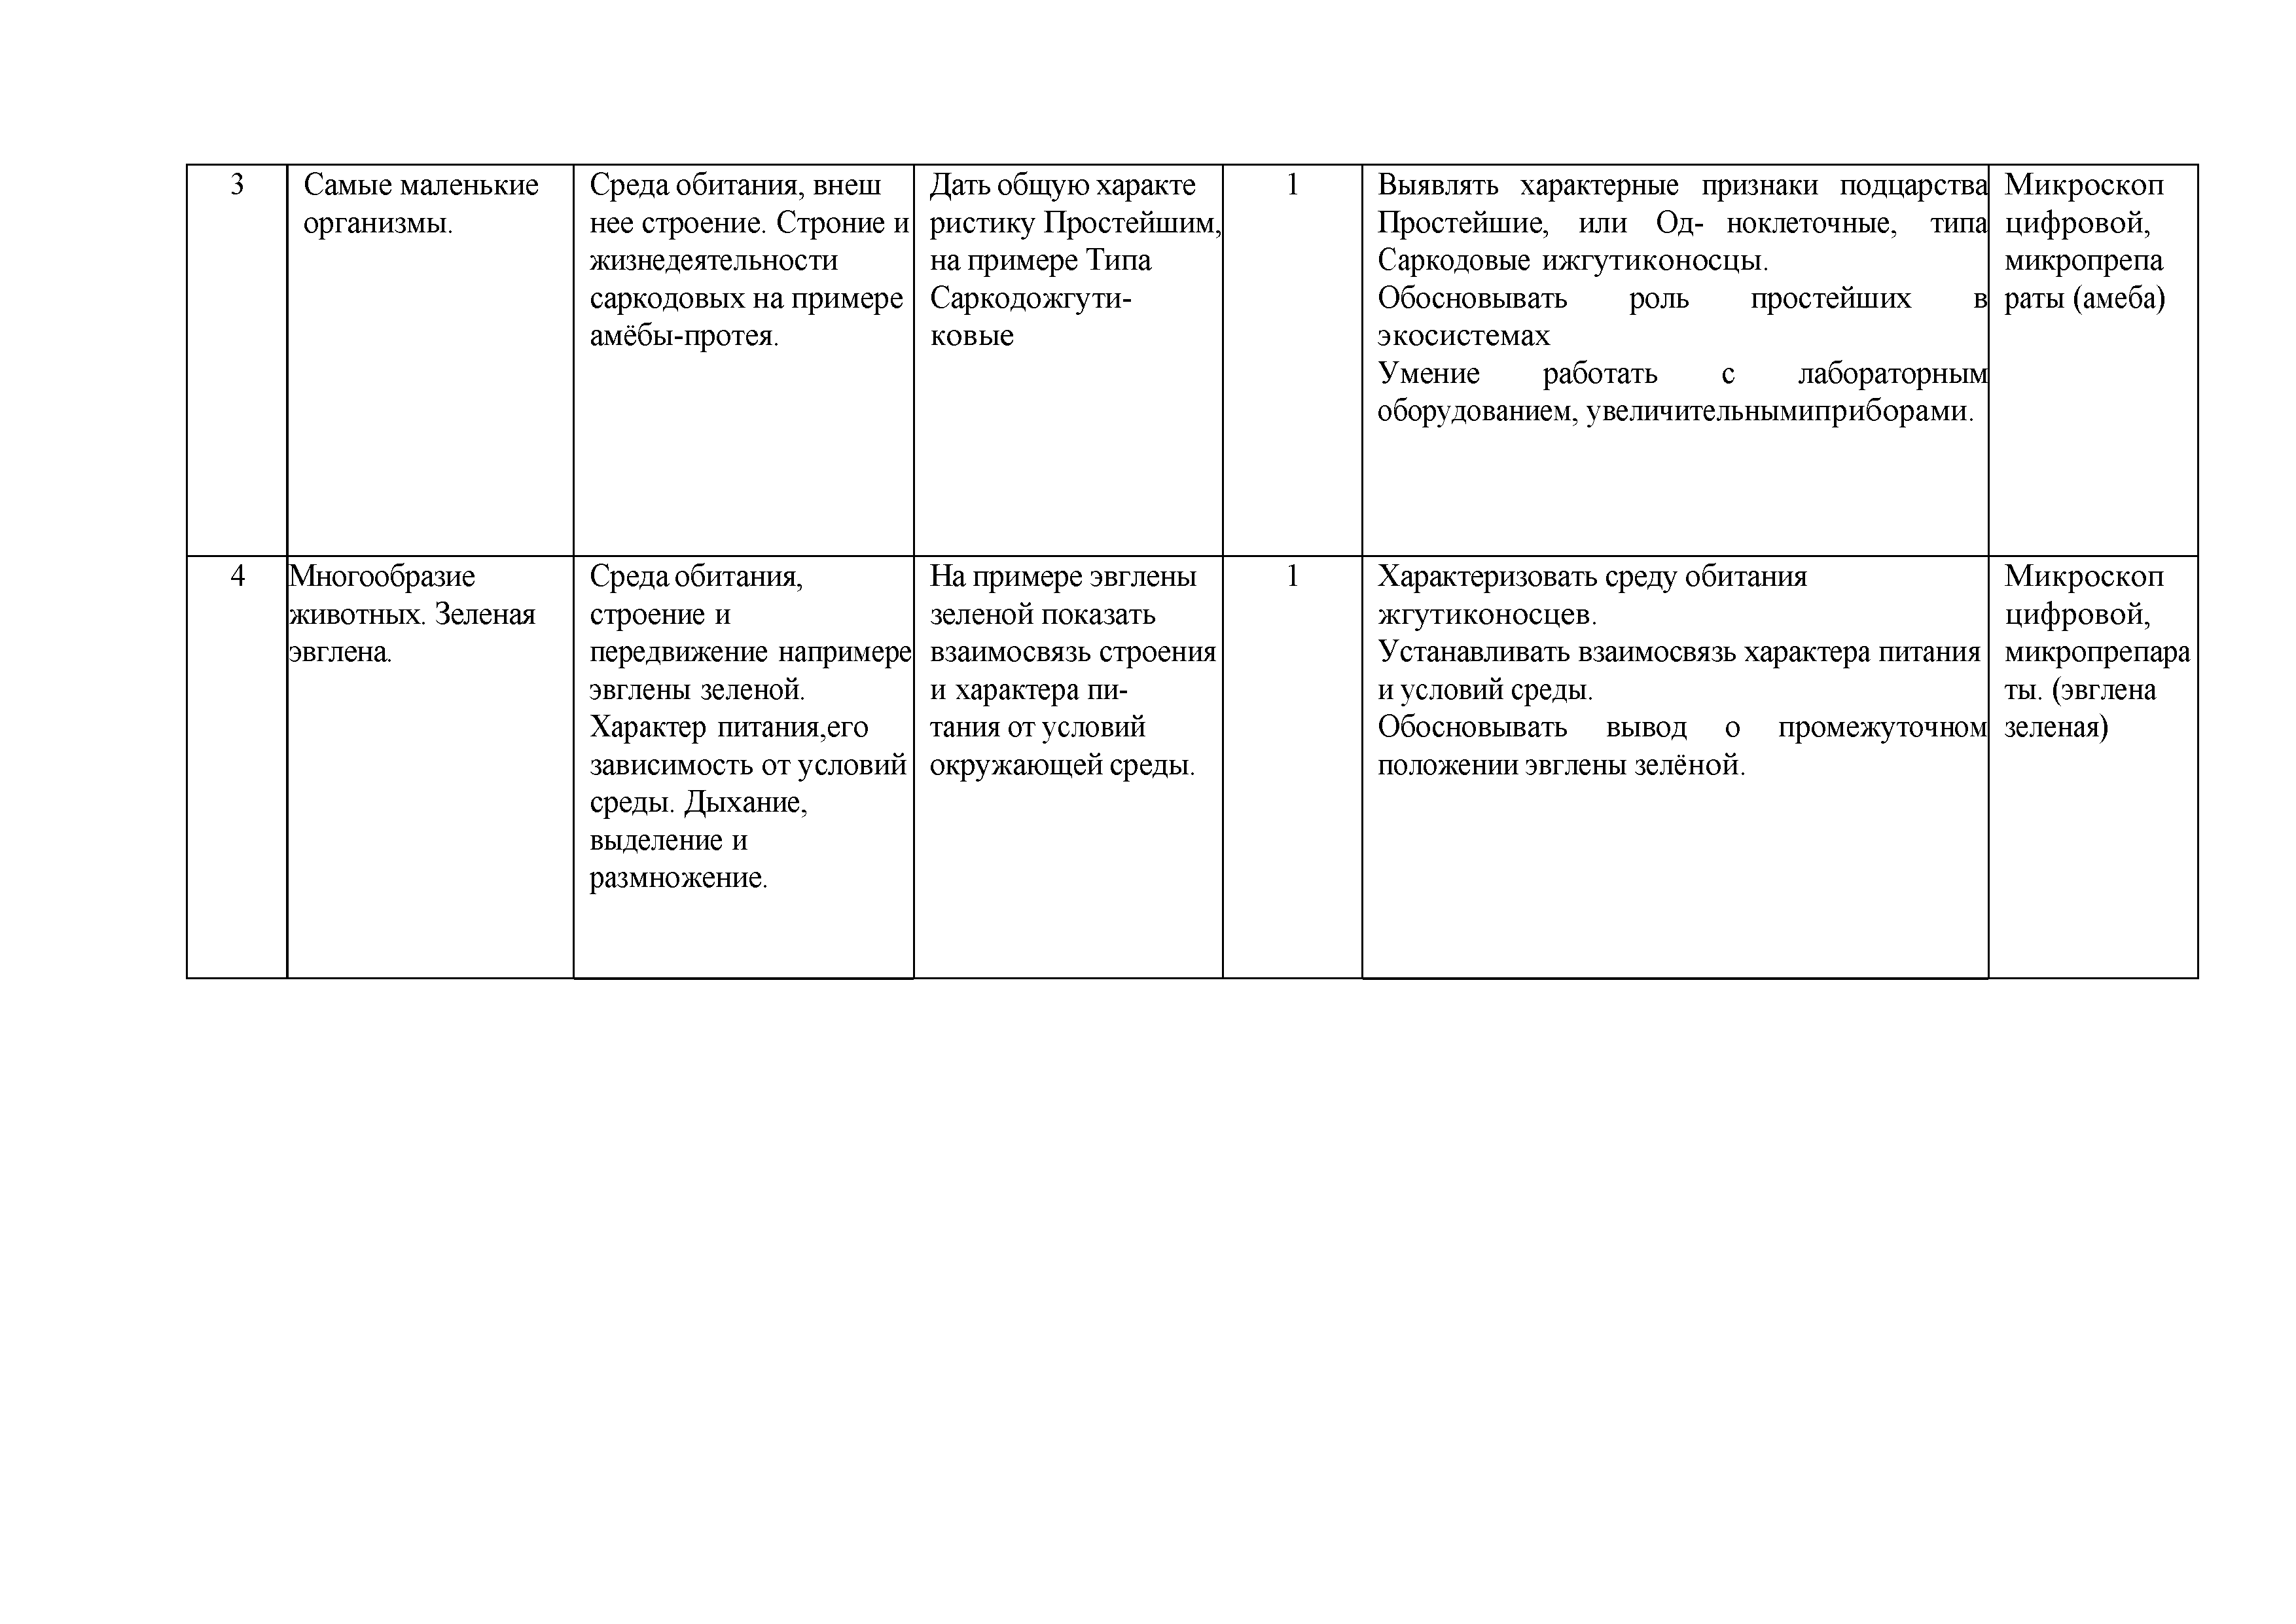 3
Самые маленькие
организмы.
Среда обитания, внеш
нее строение. Строние и
жизнедеятельности
саркодовых на примере
амёбы-протея.
Дать общую характе
ристику Простейшим,
на примере Типа
Саркодожгути-
ковые
1
Выявлять характерные признаки подцарства
Простейшие, или Од- ноклеточные, типа
Саркодовые ижгутиконосцы.
Обосновывать роль простейших в
экосистемах
Умение работать с лабораторным
оборудованием, увеличительнымиприборами.
Микроскоп
цифровой,
микропрепа
раты (амеба)
4
Многообразие
животных. Зеленая
эвглена.
Среда обитания,
строение и
передвижение напримере
эвглены зеленой.
Характер питания,его
зависимость от условий
среды. Дыхание,
выделение и
размножение.
На примере эвглены
зеленой показать
взаимосвязь строения
и характера пи-
тания от условий
окружающей среды.
1
Характеризовать среду обитания
жгутиконосцев.
Устанавливать взаимосвязь характера питания
и условий среды.
Обосновывать вывод о промежуточном
положении эвглены зелёной.
Микроскоп
цифровой,
микропрепара
ты. (эвглена
зеленая)